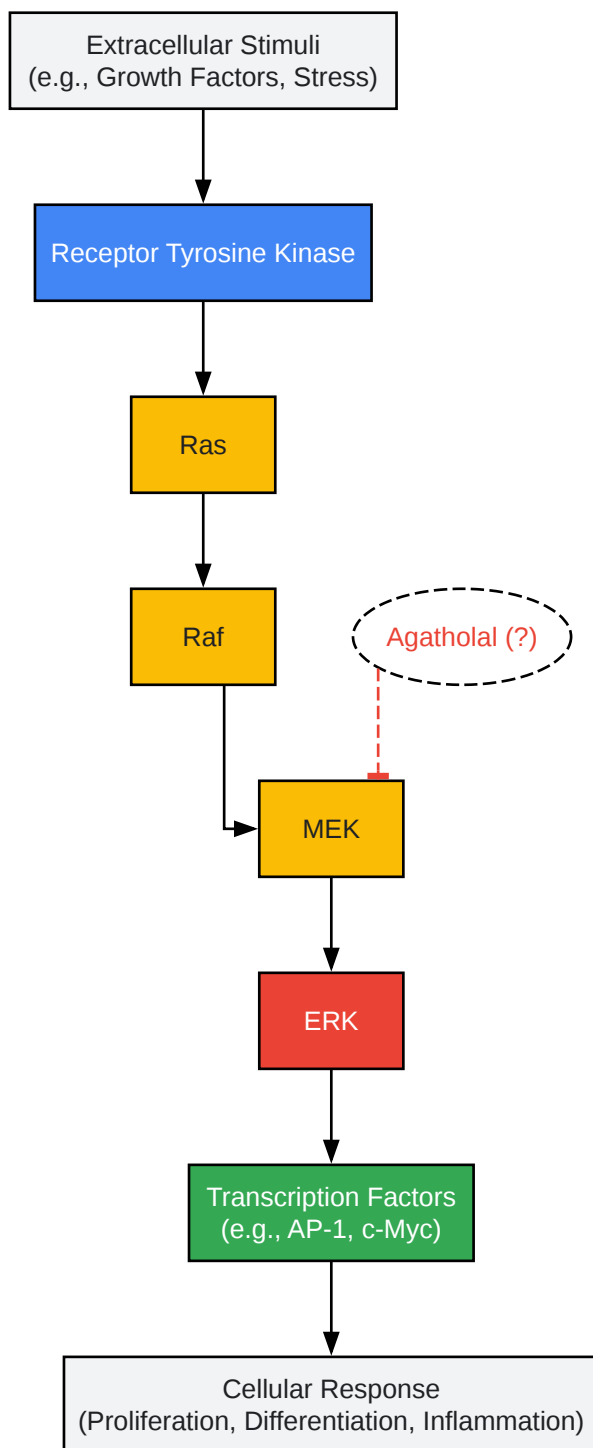 Extracellular Stimuli
(e.g., Growth Factors, Stress)
Receptor Tyrosine Kinase
Ras
Raf
Agatholal (?)
MEK
ERK
Transcription Factors
(e.g., AP-1, c-Myc)
Cellular Response
(Proliferation, Differentiation, Inflammation)